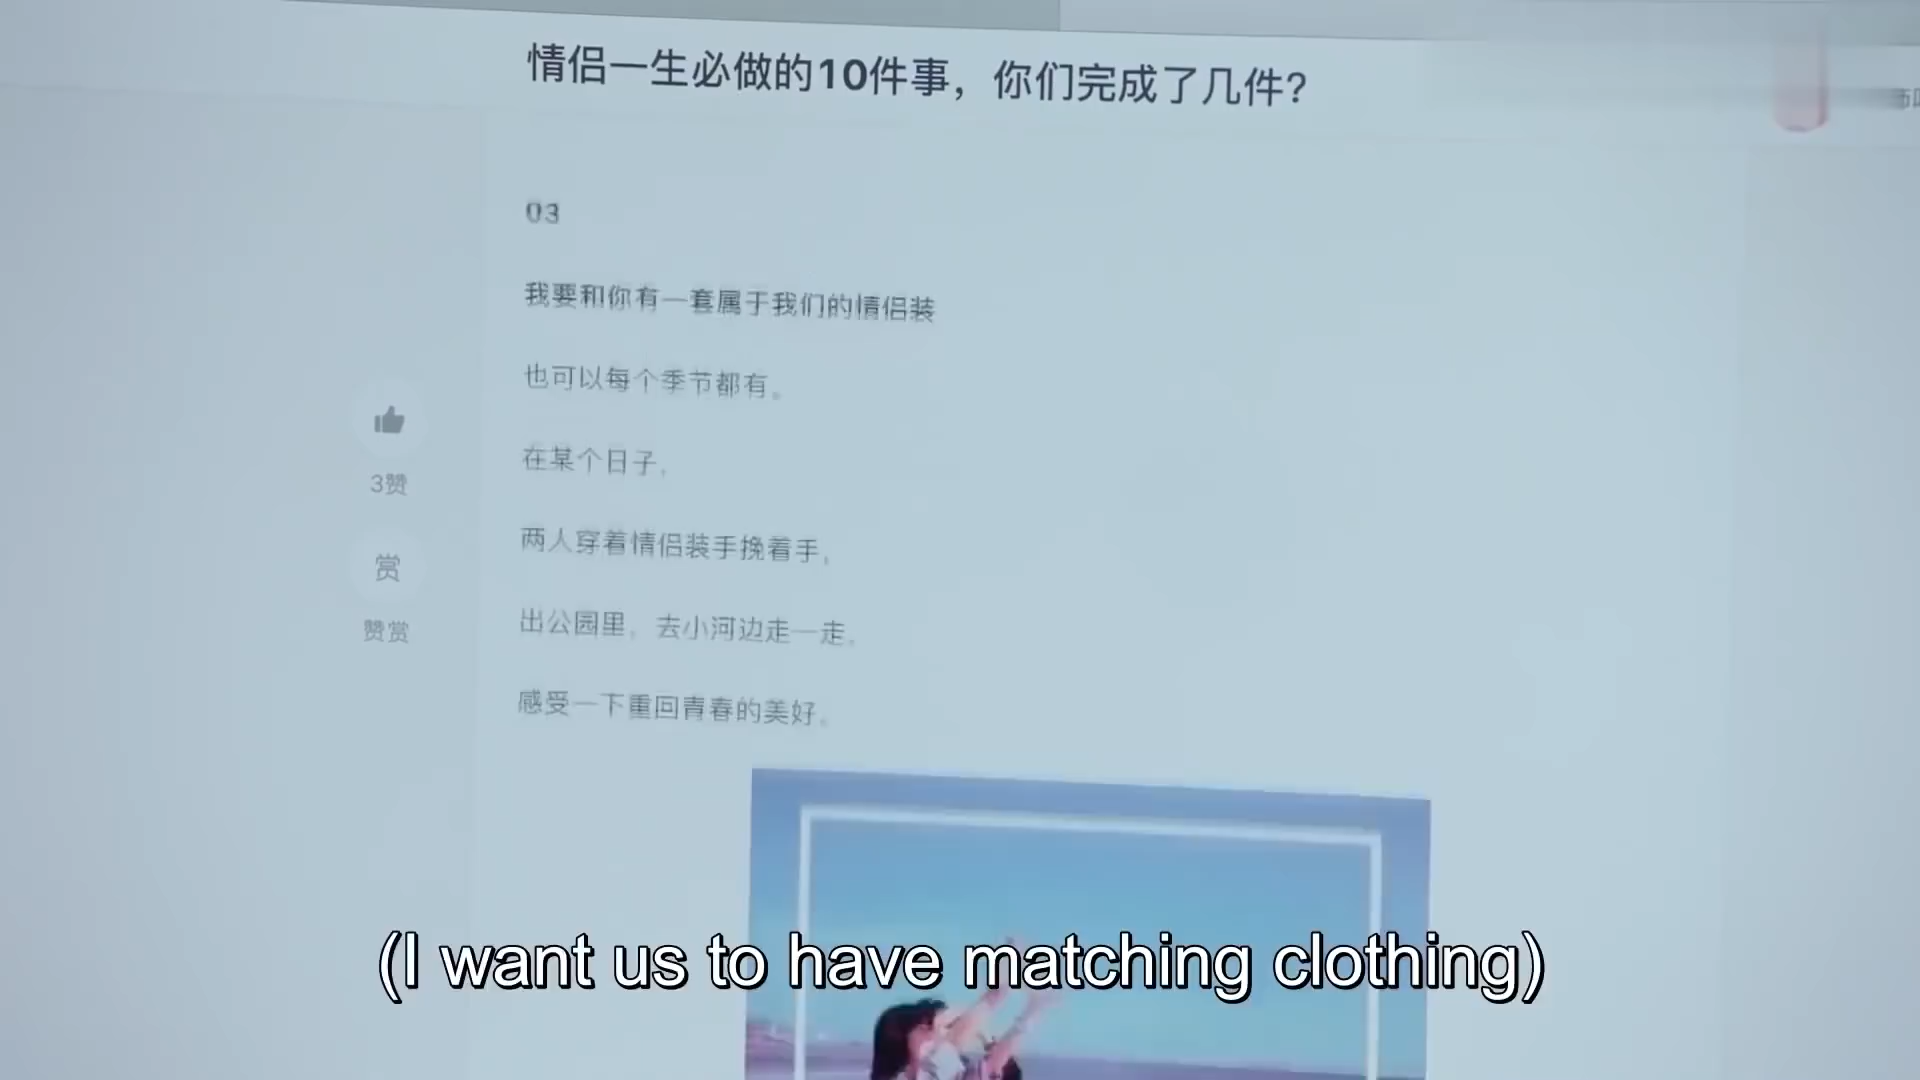 情侣一生必做的10件事，你们完成了几件？
03
我要和你有一套属于我们的情侣装
也可以每个季节都有。
在某个日子，
3赞
两人穿着情侣装手挽着手，
赏
出公园里，去小河边走一走。
赞赏
感受一下重回青春的美好。
(I want us to have matching clothing)